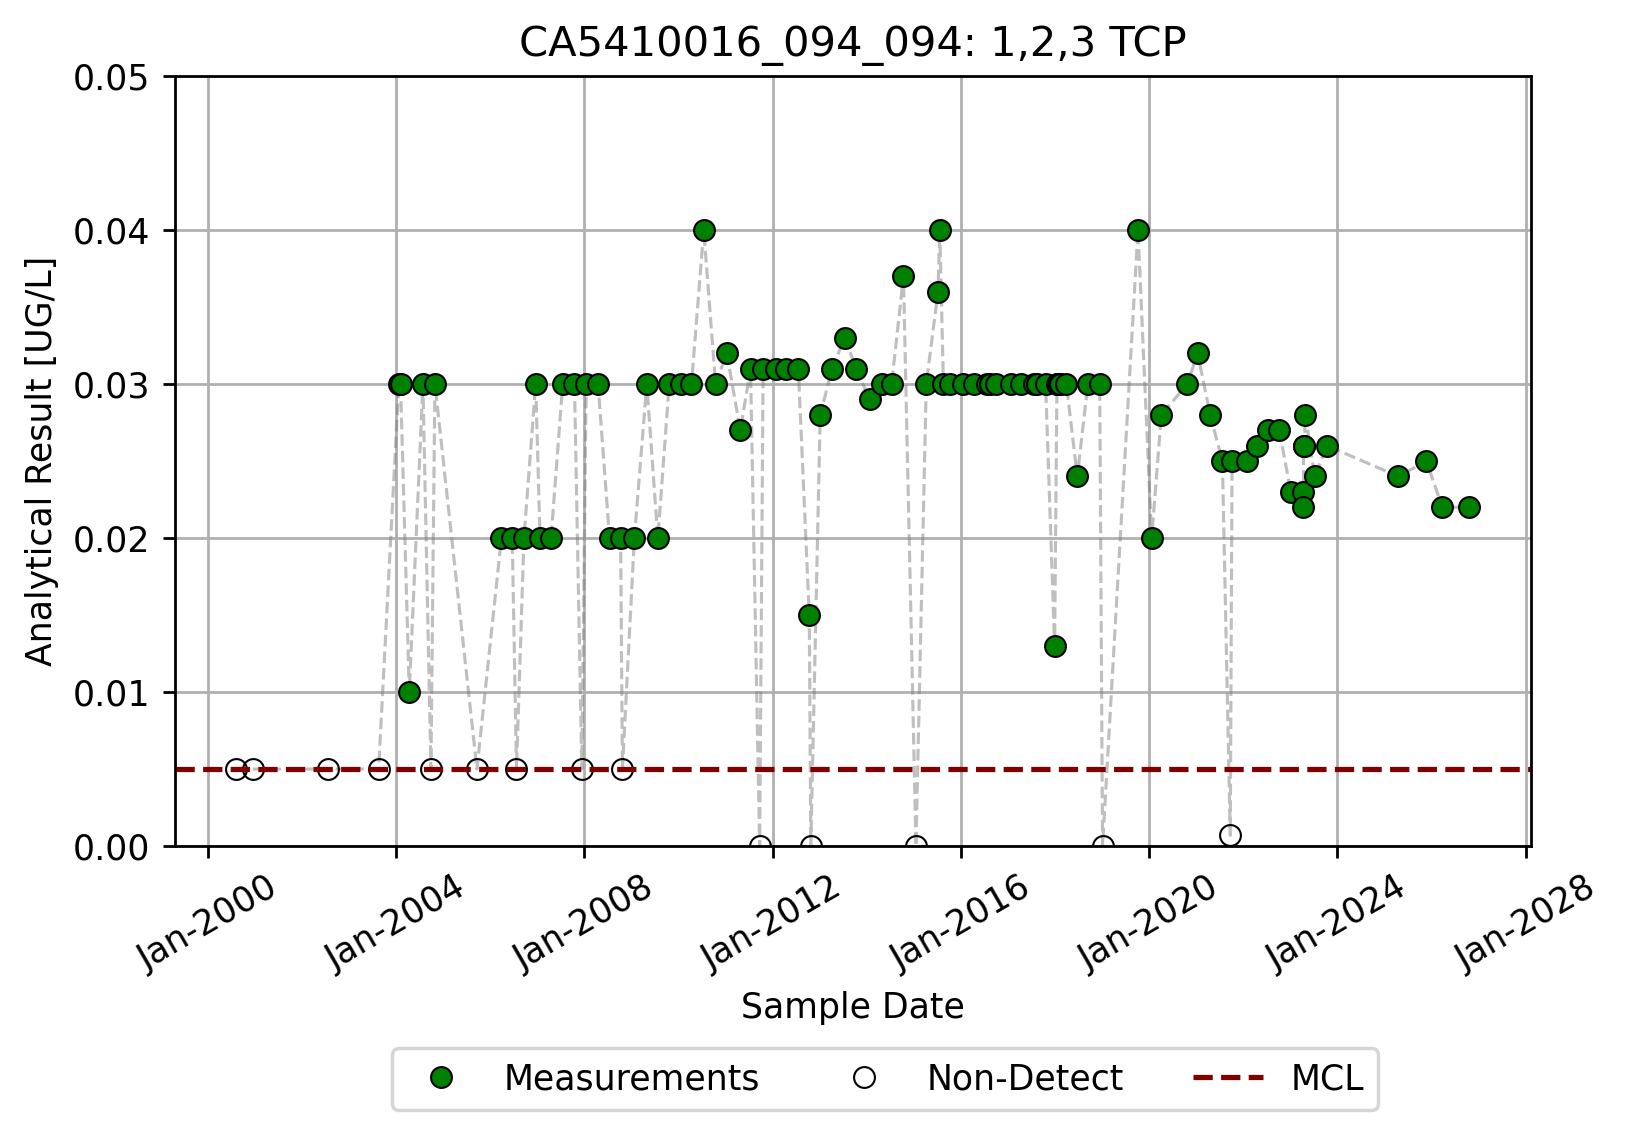 CA5410016_094_094: 1,2,3 TCP
0.05
0.04
0.03
0.02
0.01
0.00
Analytical Result [UG/L]
Jan-2000
Jan-2004
Jan-2008
Jan-2012
Jan-2016
Jan-2020
Jan-2024
Jan-2028
Sample Date
Measurements
Non-Detect
MCL